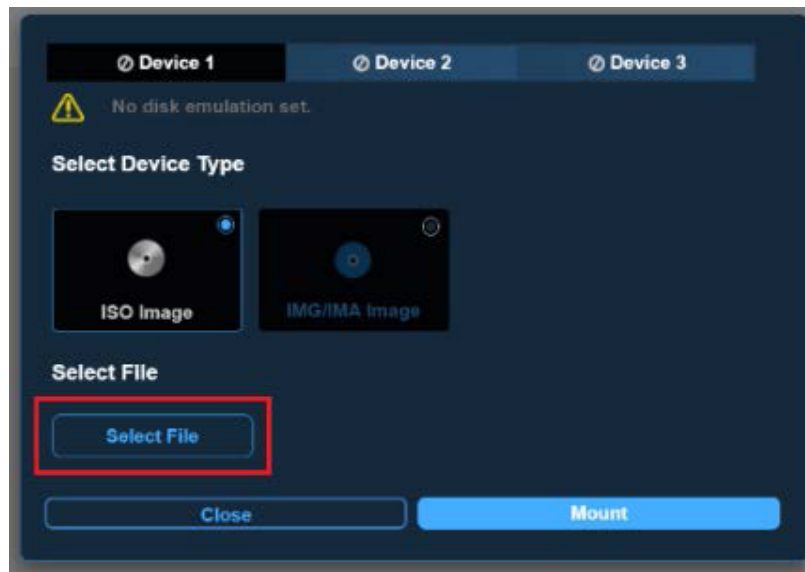 Device 1 Device 2 Device 3
No disk emulation set.
Select Device Type
ISO Image IMG/IMA Image
Select File
Select File
Close Mount